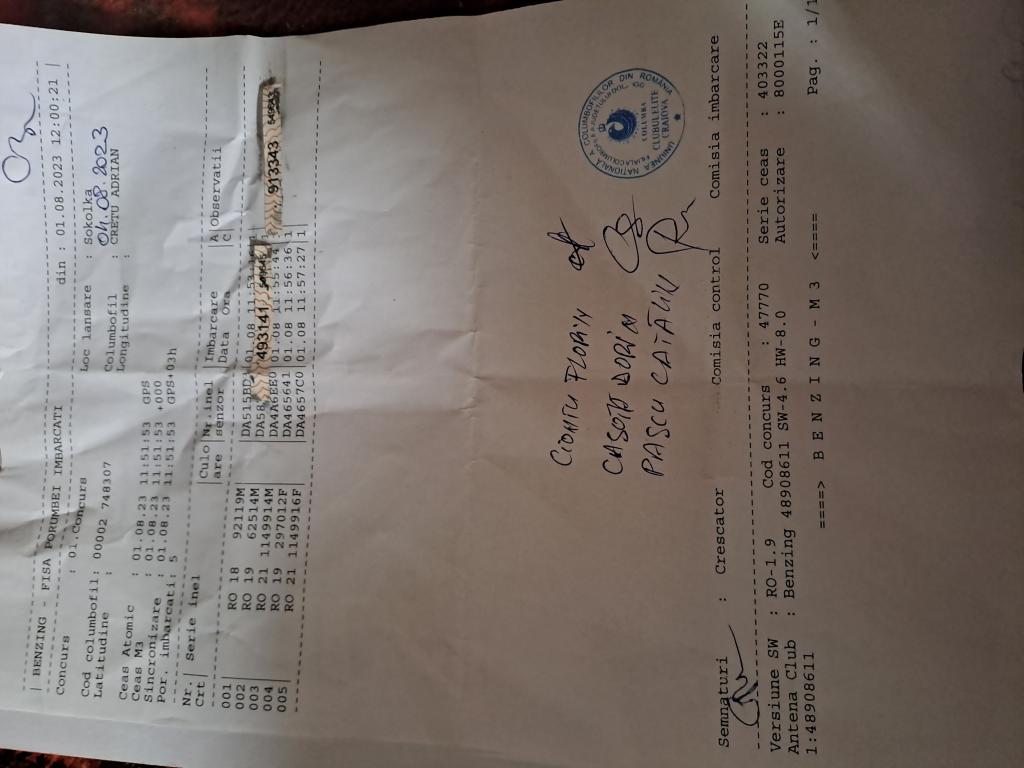 | BENZING - FISA PORUMBEI IMBARCATI
Concurs : 01.Concurs din : 01.08.2023 12:00:21 |
Loc lansare : Sokolka
04.08.2023
Cod columbofil: 00002 748307 Columbofil : CRETU ADRIAN
Latitudine : Longitudine :
Ceas Atomic : 01.08.23 11:51:53 GPS
Ceas M3 : 01.08.23 11:51:53 +000
Sincronizare : 01.08.23 11:51:53 GPS+03h
Por. imbarcati: 5
Nr.| Serie inel |Culo|Nr.inel |Imbarcare A|Observatii
Crt| |are |senzor |Data Ora C|
001| RO 18 92119M 01.08
002| RO 19 62514M 4933141 913343
003| RO 21 1149914M 01.08
004| RO 19 297012F DA465641 01.08 11:56:36 1
005| RO 21 1149916F DA4657C0 01.08 11:57:27 1
CIONTU FLORIN
CASOTA DORIM
PASCU CATALIN
UNIUNEA NATIONALA A COLUMBOFILILOR DIN ROMANIA
COLUMBA
CLUBUL ELITE
CRAIOVA
Semnaturi : Crescator Comisia control Comisia imbarcare
Versiune SW : RO-1.9 Cod concurs : 47770 Serie ceas : 403322
Antena Club : Benzing 48908611 SW-4.6 HW-8.0 Autorizare : 8000115E
1:48908611
====> B E N Z I N G - M 3 <==== Pag. : 1/1